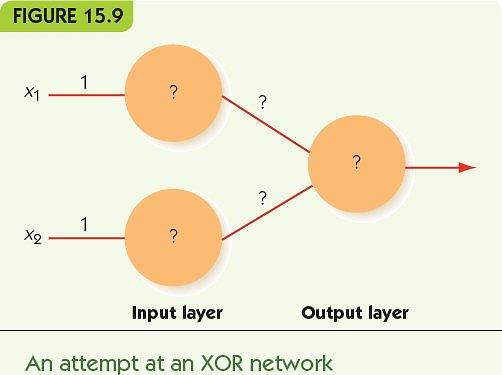 FIGURE 15.9
x1 1 ? ?
?
x2 1 ? ?
Input layer Output layer
An attempt at an XOR network